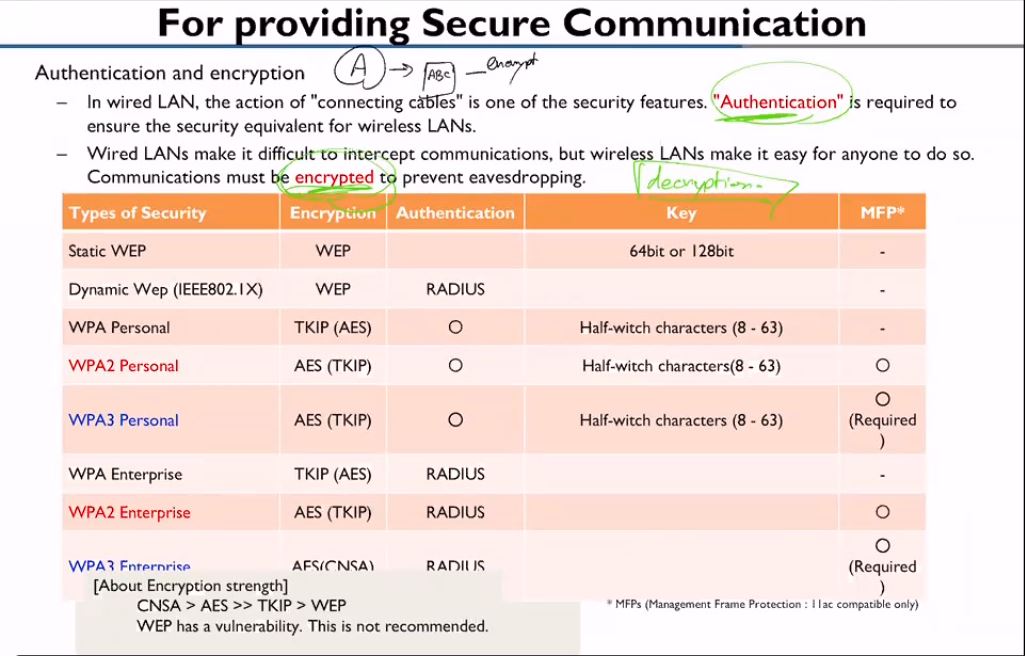 For providing Secure Communication
Authentication and encryption
A → ABC — encrypt
– In wired LAN, the action of "connecting cables" is one of the security features. "Authentication" is required to
ensure the security equivalent for wireless LANs.
– Wired LANs make it difficult to intercept communications, but wireless LANs make it easy for anyone to do so.
Communications must be encrypted to prevent eavesdropping.
decryption.
Types of Security Encryption Authentication Key MFP*
Static WEP WEP 64bit or 128bit -
Dynamic Wep (IEEE802.1X) WEP RADIUS -
WPA Personal TKIP (AES) ○ Half-witch characters (8 - 63) -
WPA2 Personal AES (TKIP) ○ Half-witch characters(8 - 63) ○
WPA3 Personal AES (TKIP) ○ Half-witch characters (8 - 63) ○
(Required
)
WPA Enterprise TKIP (AES) RADIUS -
WPA2 Enterprise AES (TKIP) RADIUS ○
WPA3 Enterprise AES(CNSA) RADIUS ○
(Required
)
[About Encryption strength]
CNSA > AES >> TKIP > WEP
WEP has a vulnerability. This is not recommended.
* MFPs (Management Frame Protection : 11ac compatible only)